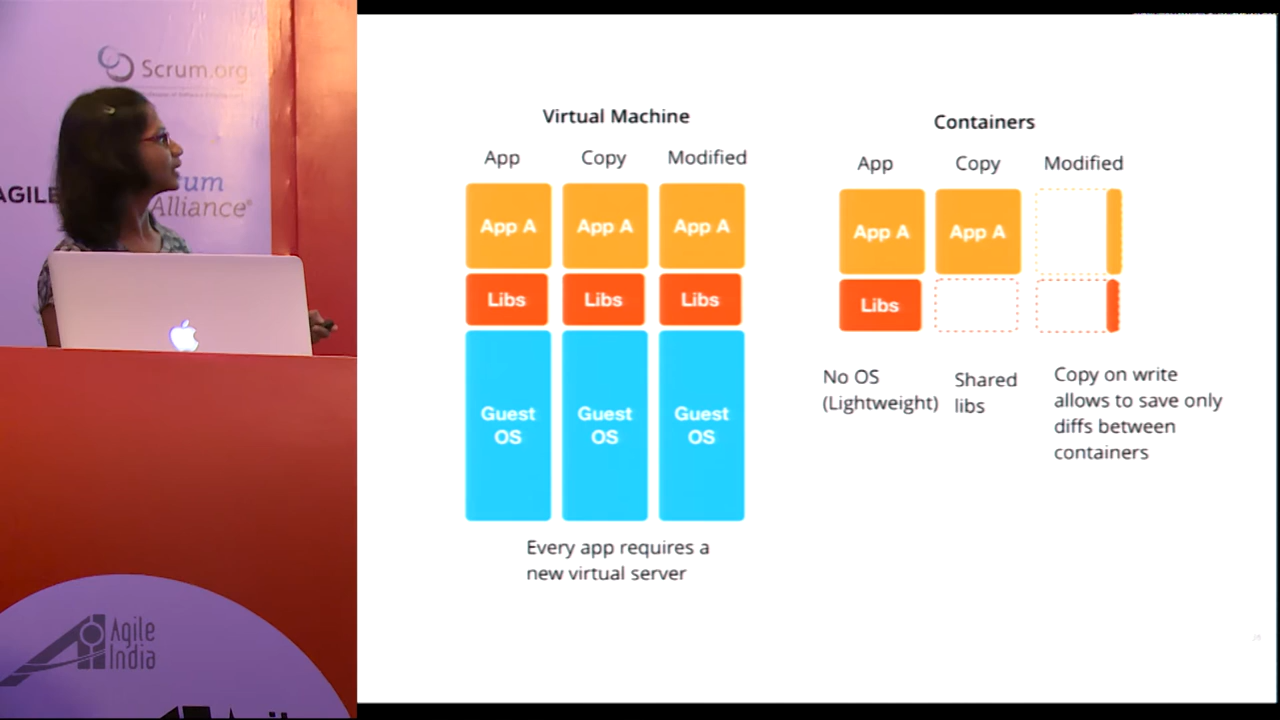 Scrum.org
AGILE
um
Alliance®
Agile
India
Virtual Machine
App Copy Modified
App A App A App A
Libs Libs Libs
Guest OS Guest OS Guest OS
Every app requires a
new virtual server
Containers
App Copy Modified
App A App A
Libs
No OS
(Lightweight)
Shared
libs
Copy on write
allows to save only
diffs between
containers